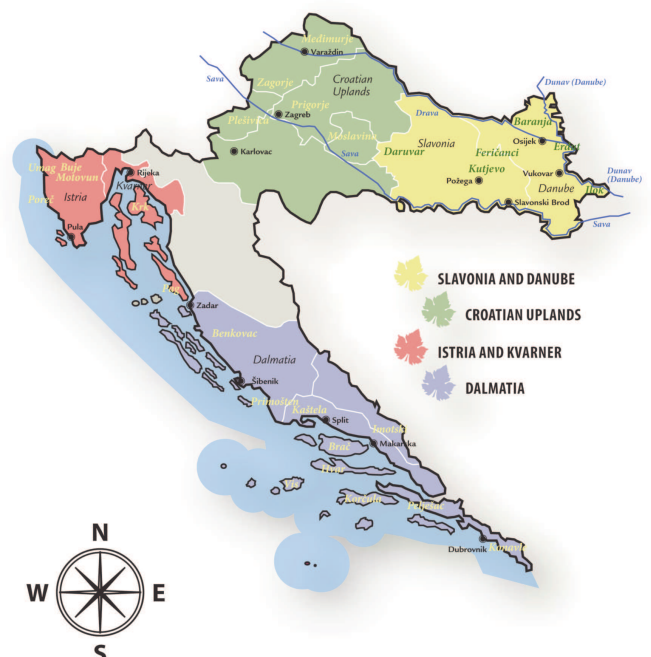 Međimurje
Varaždin
Croatian
Uplands
Dunav (Danube)
Sava
Zagorje
Prigorje
Zagreb
Plešivica
Moslavina
Drava
Baranja
Slavonia
Osijek
Erdut
Karlovac
Sava
Daruvar
Feričanci
Kutjevo
Požega
Vukovar
Dunav
(Danube)
Danube
Ilok
Slavonski Brod
Sava
Umag
Buje
Motovun
Rijeka
Kvarner
Istria
Poreč
Krk
Pula
Pag
Zadar
Benkovac
Dalmatia
Šibenik
Primošten
Kaštela
Split
Imotski
Makarska
Brač
Hvar
Vis
Korčula
Pelješac
Dubrovnik
Konavle
SLAVONIA AND DANUBE
CROATIAN UPLANDS
ISTRIA AND KVARNER
DALMATIA
N
W
E
S